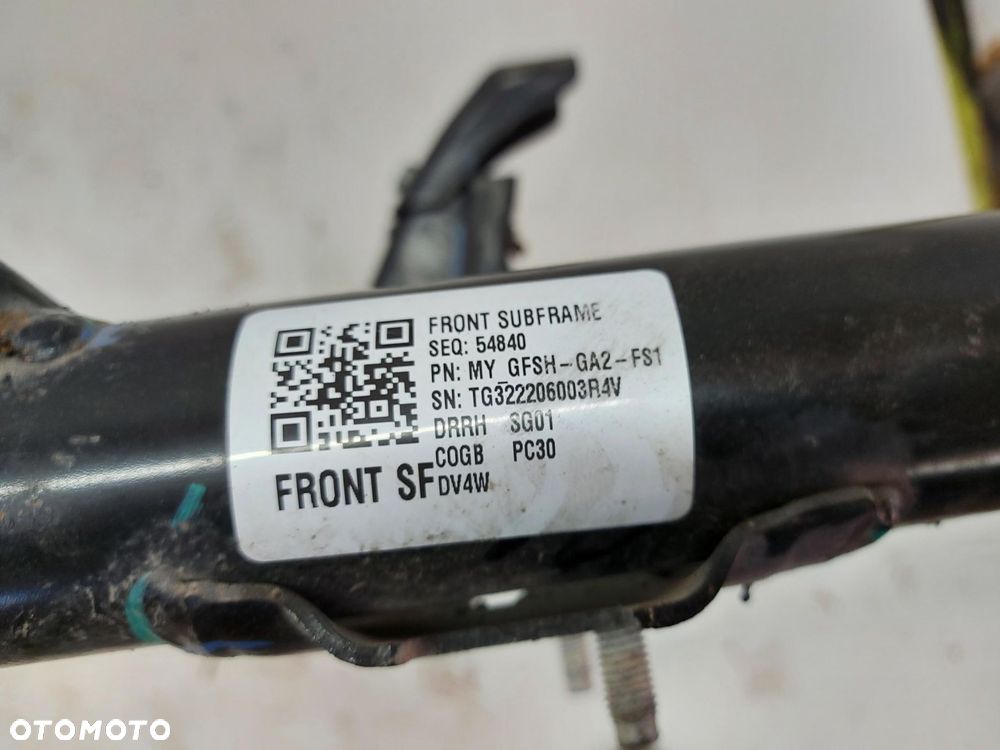 FRONT SUBFRAME
SEQ: 54840
PN: MY_GFSH-GA2-FS1
SN: TG322206003R4V
DRRH SG01
COGB PC30
FRONT SF DV4W
OTOMOTO